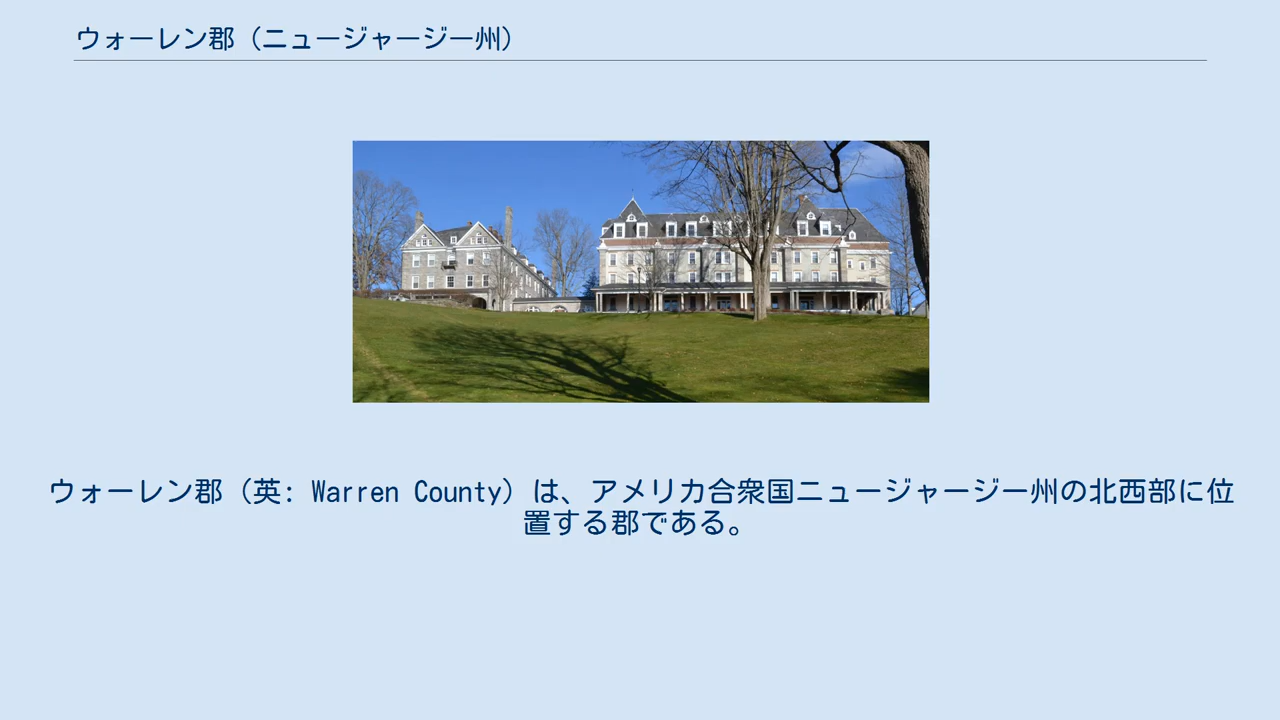 ウォーレン郡（ニュージャージー州）
ウォーレン郡（英: Warren County）は、アメリカ合衆国ニュージャージー州の北西部に位
置する郡である。